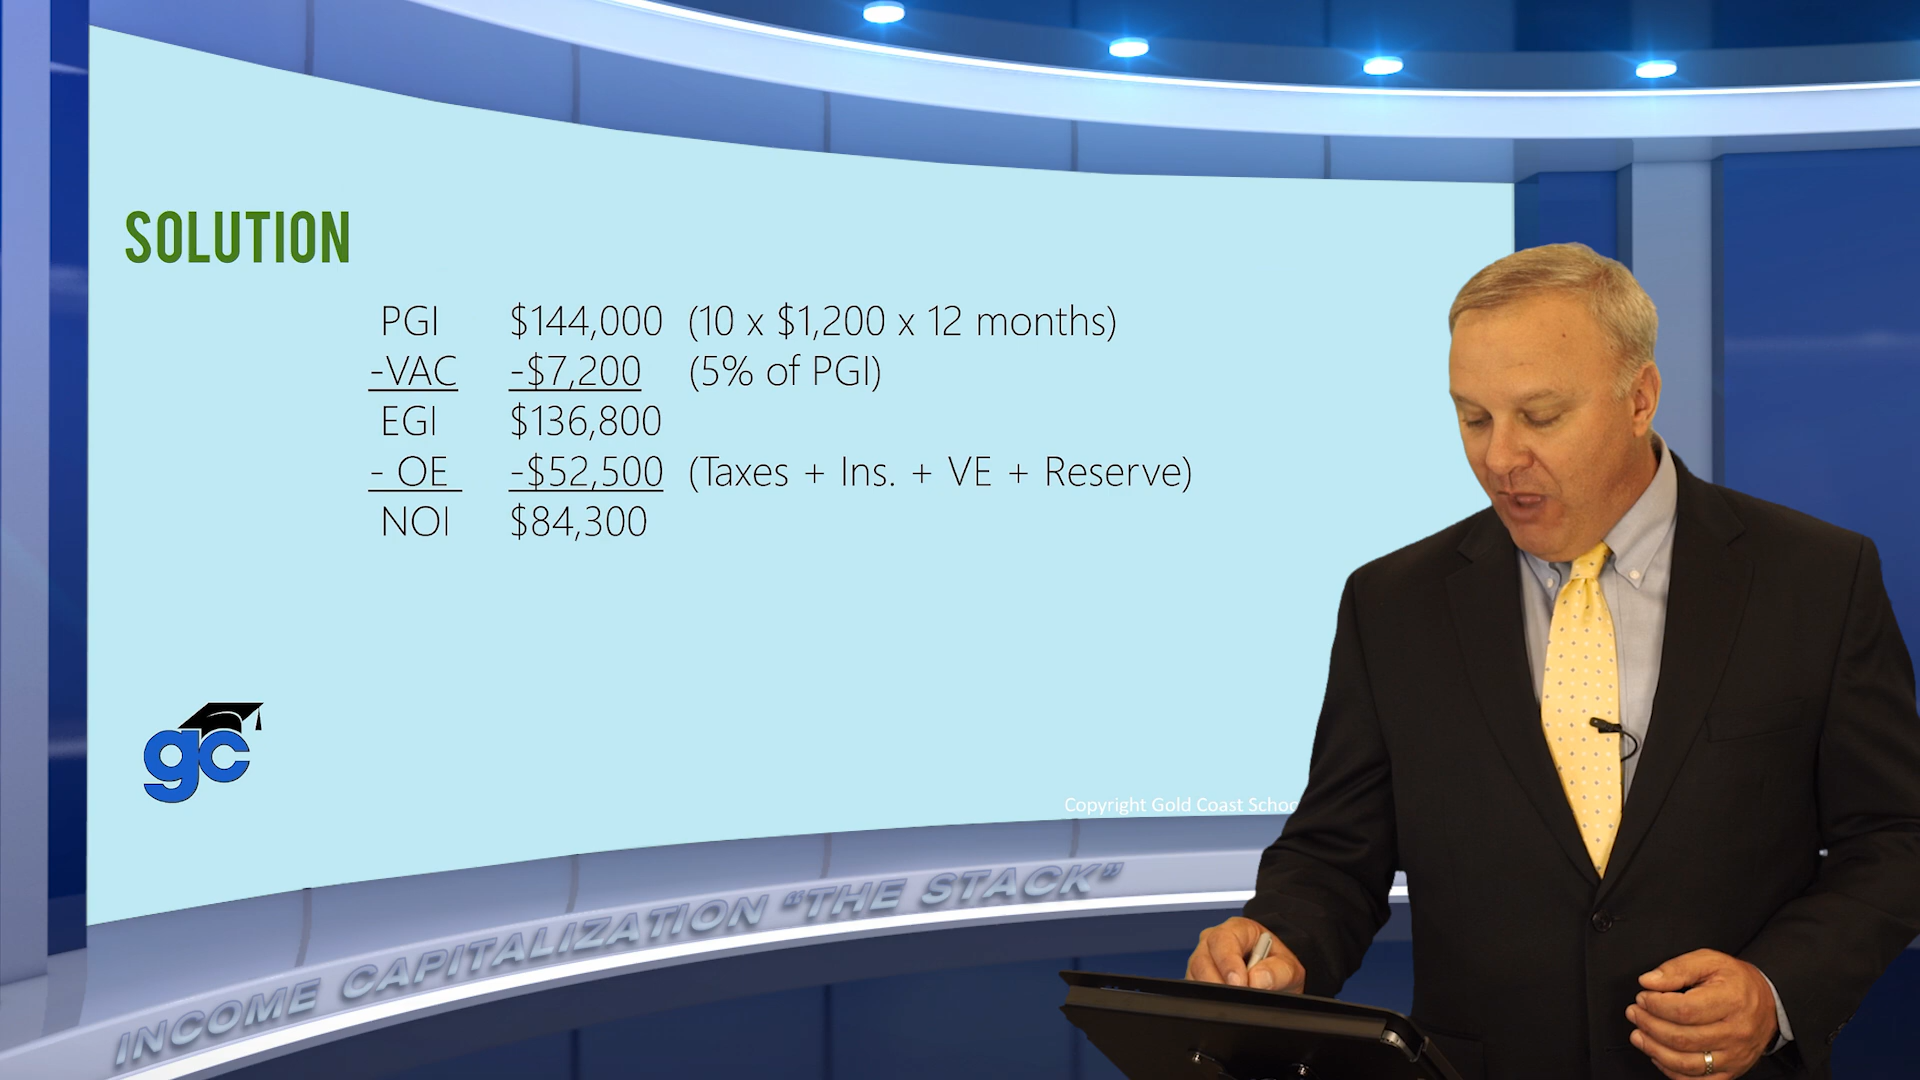 SOLUTION
PGI $144,000 (10 x $1,200 x 12 months)
-VAC -$7,200 (5% of PGI)
EGI $136,800
- OE -$52,500 (Taxes + Ins. + VE + Reserve)
NOI $84,300
gc
Copyright Gold Coast
INCOME CAPITALIZATION “THE STACK”